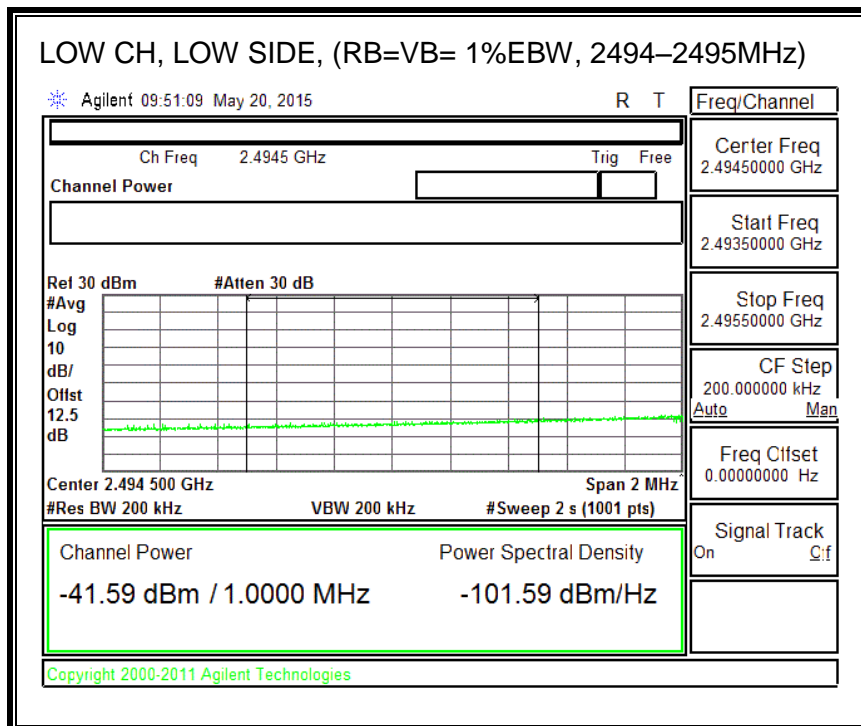 LOW CH, LOW SIDE, (RB=VB= 1%EBW, 2494–2495MHz)
Agilent 09:51:09 May 20, 2015 R T
Freq/Channel
Ch Freq 2.4945 GHz Trig Free
Channel Power
Center Freq
2.49450000 GHz
Start Freq
2.49350000 GHz
Stop Freq
2.49550000 GHz
CF Step
200.000000 kHz
Auto Man
Freq Offset
0.00000000 Hz
Signal Track
On Off
Ref 30 dBm #Atten 30 dB
#Avg
Log
10
dB/
Offst
12.5
dB
Center 2.494 500 GHz Span 2 MHz
#Res BW 200 kHz VBW 200 kHz #Sweep 2 s (1001 pts)
Channel Power Power Spectral Density
-41.59 dBm / 1.0000 MHz -101.59 dBm/Hz
Copyright 2000-2011 Agilent Technologies